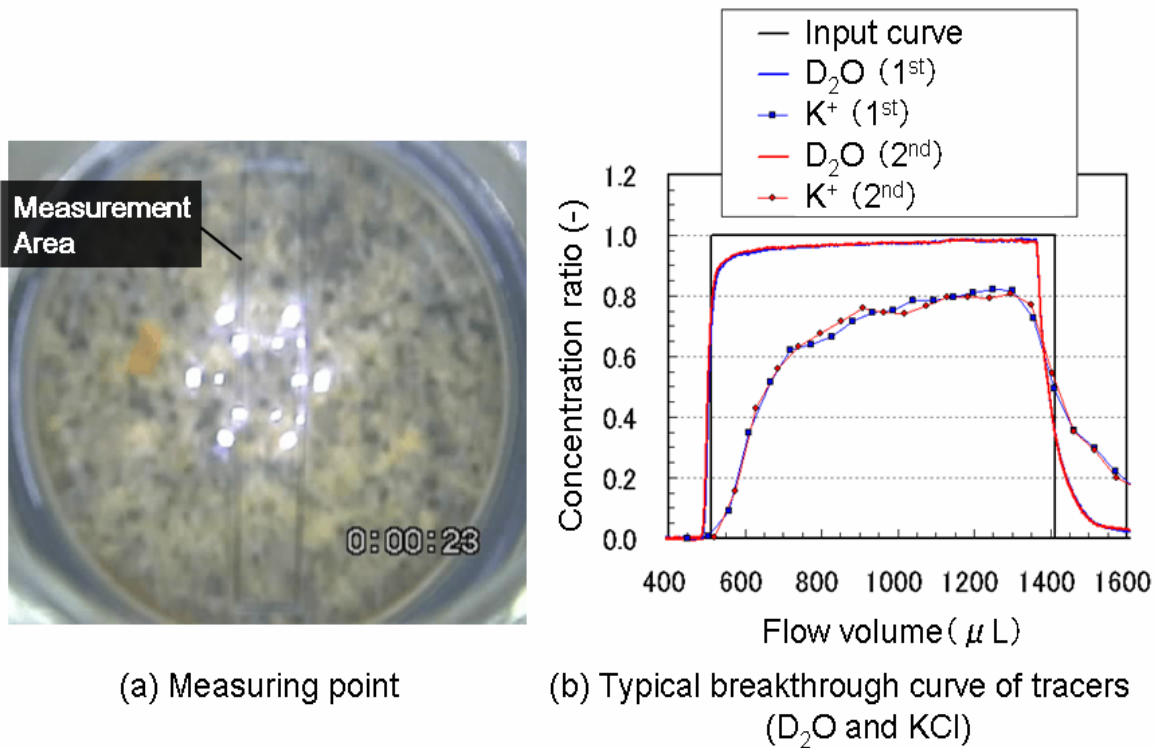 Measurement
Area
0:00:23
(a) Measuring point
Input curve
D₂O (1ˢᵗ)
K⁺ (1ˢᵗ)
D₂O (2ⁿᵈ)
K⁺ (2ⁿᵈ)
Concentration ratio (-)
1.2
1.0
0.8
0.6
0.4
0.2
0.0
400 600 800 1000 1200 1400 1600
Flow volume( μ L)
(b) Typical breakthrough curve of tracers
(D₂O and KCl)